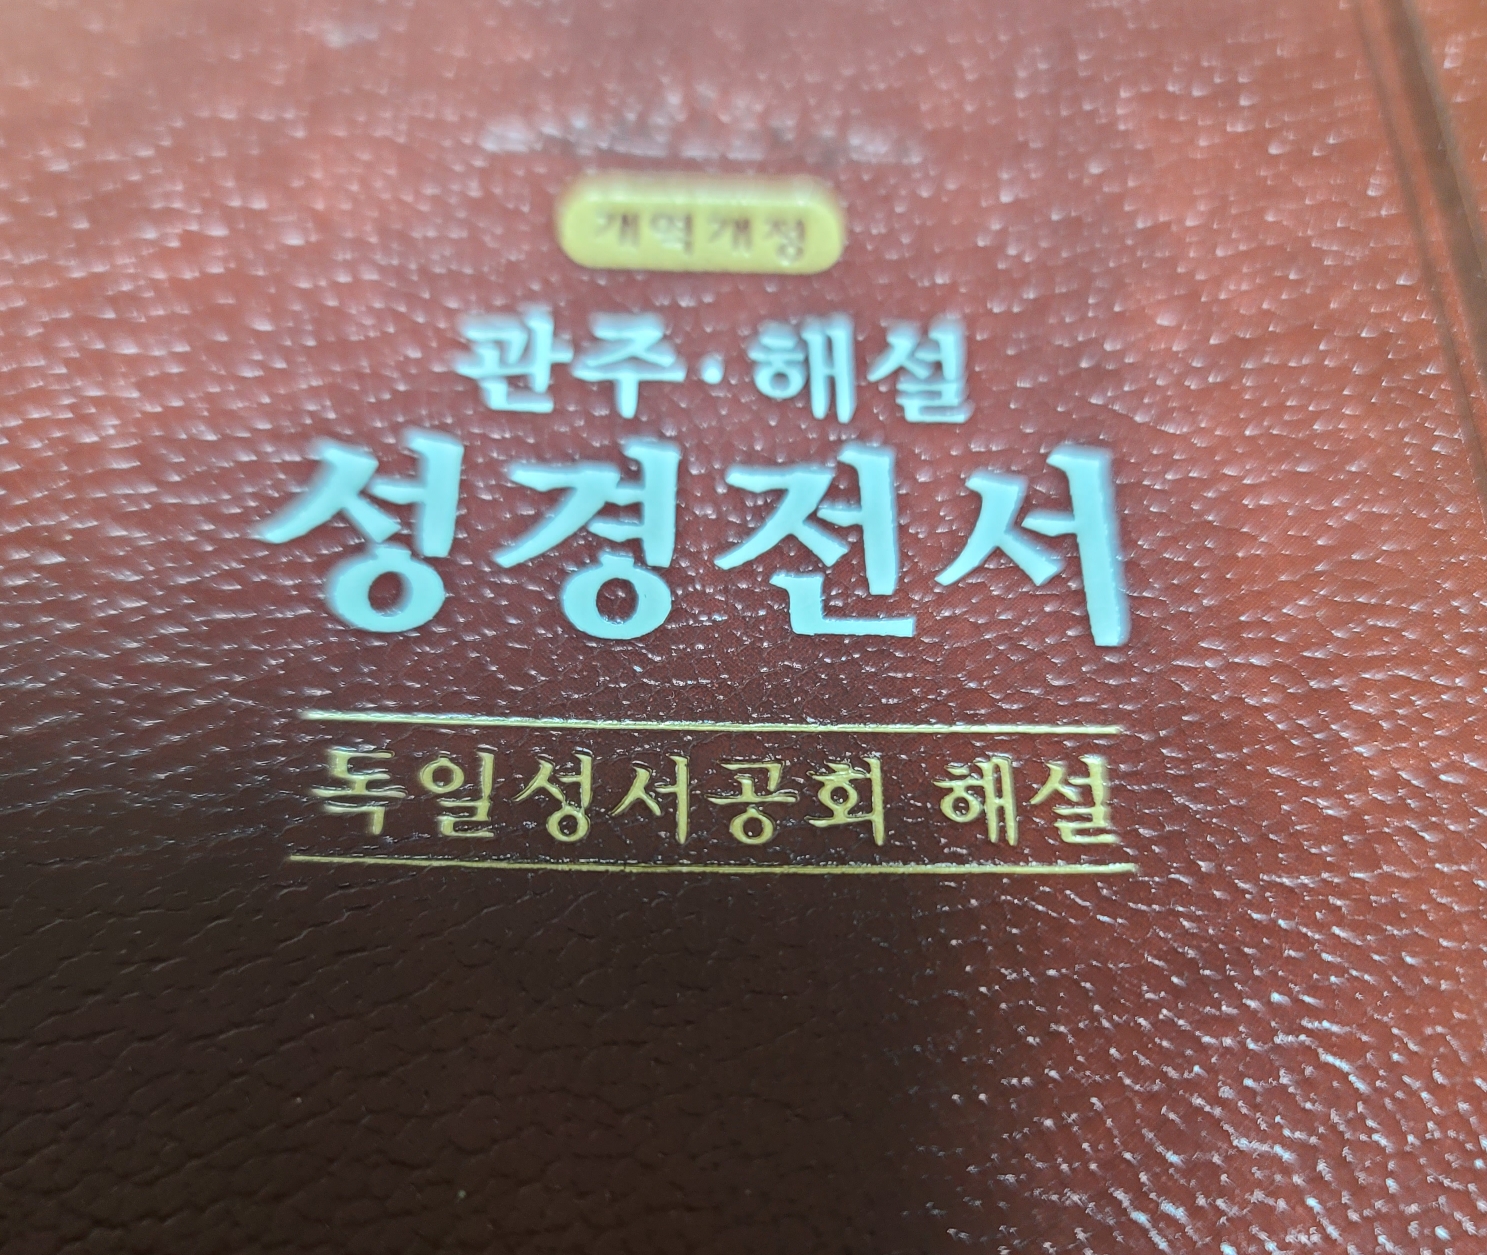 개역개정
관주·해설
성경전서
독일성서공회 해설